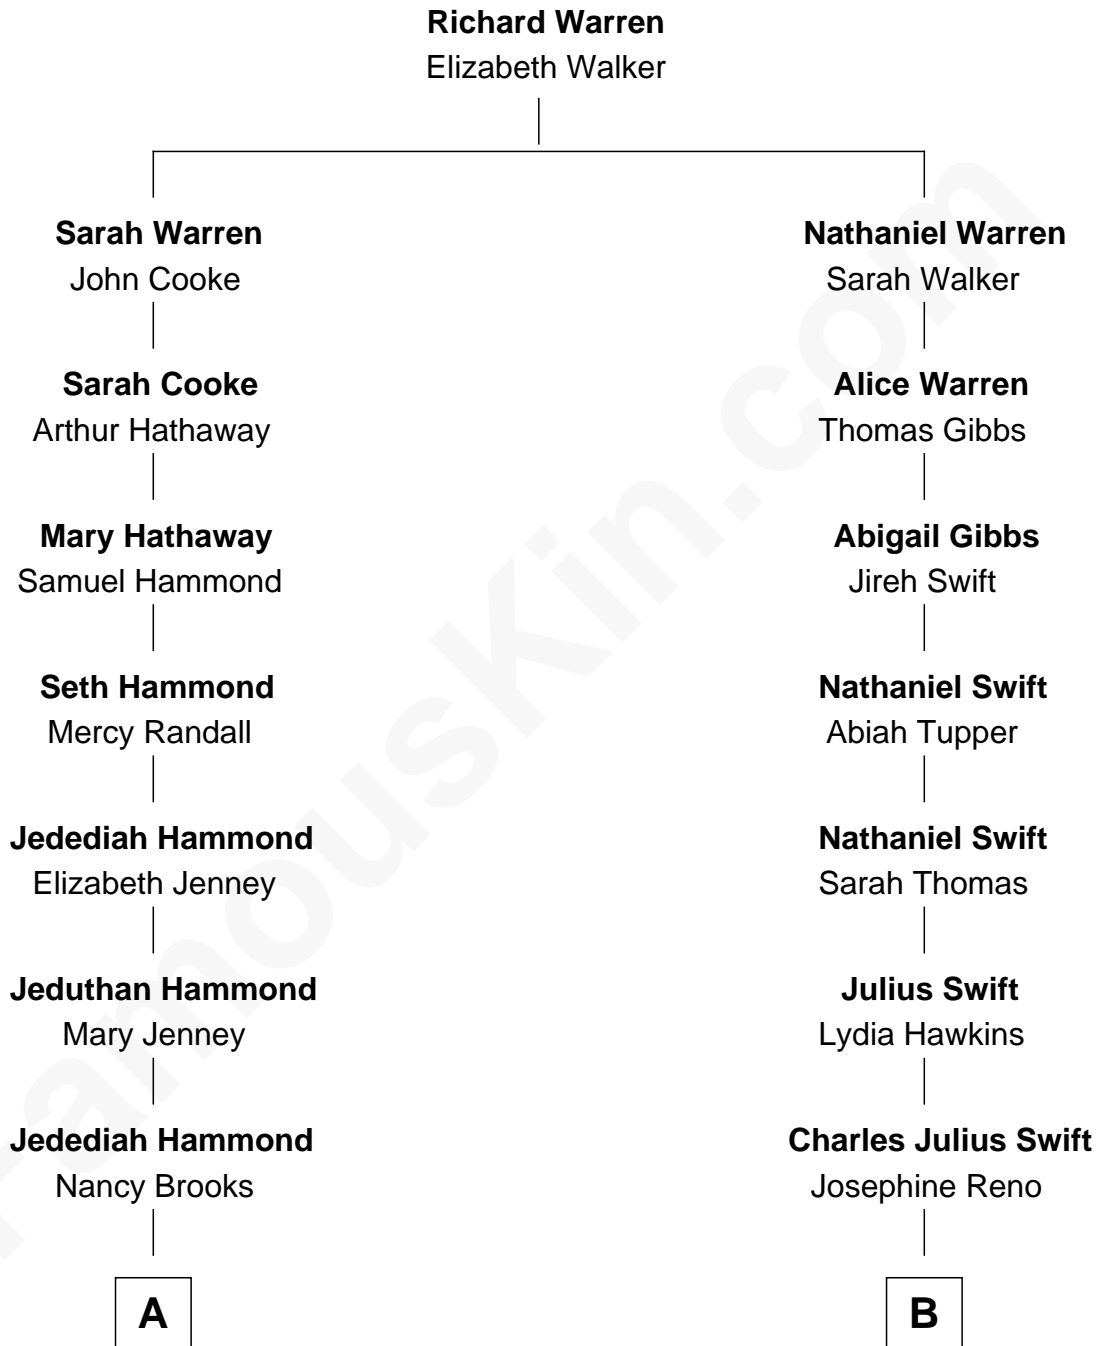 Richard Warren
Elizabeth Walker
Sarah Warren
John Cooke
Nathaniel Warren
Sarah Walker
Sarah Cooke
Arthur Hathaway
Alice Warren
Thomas Gibbs
Mary Hathaway
Samuel Hammond
Abigail Gibbs
Jireh Swift
Seth Hammond
Mercy Randall
Nathaniel Swift
Abiah Tupper
Jedediah Hammond
Elizabeth Jenney
Nathaniel Swift
Sarah Thomas
Jeduthan Hammond
Mary Jenney
Julius Swift
Lydia Hawkins
Jedediah Hammond
Nancy Brooks
Charles Julius Swift
Josephine Reno
A
B
FamousKin.com